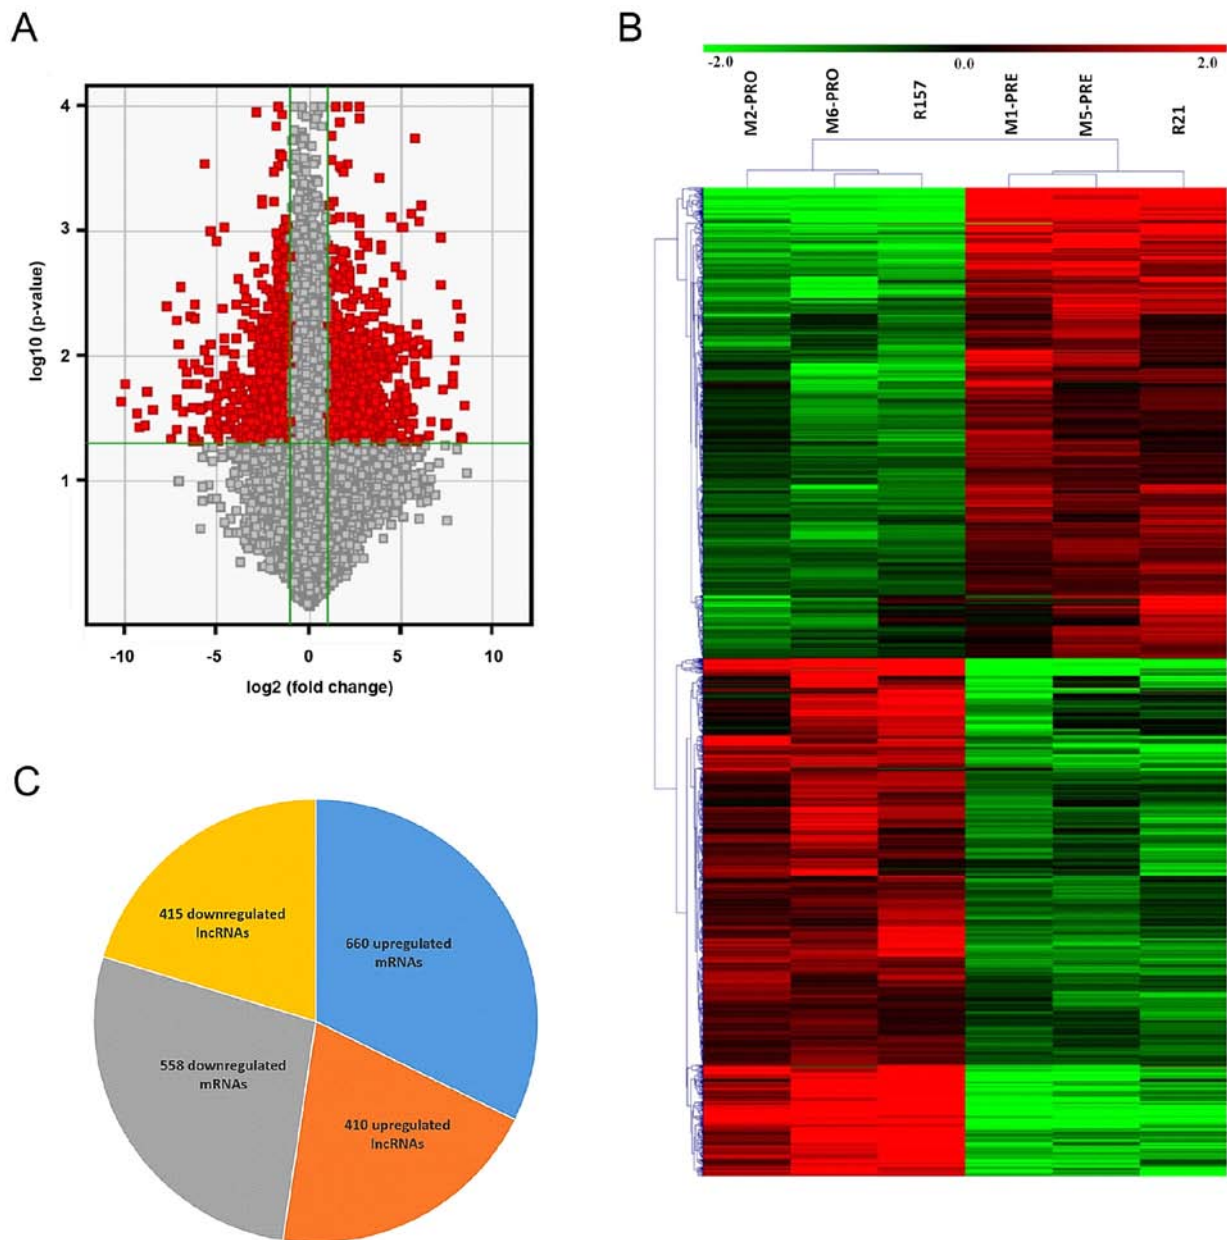 A
4
3
2
1
log10 (p-value)
-10
-5
0
5
10
log2 (fold change)
B
-2.0
0.0
2.0
M2-PRO
M6-PRO
R157
M1-PRE
M5-PRE
R21
C
415 downregulated
lncRNAs
660 upregulated
mRNAs
558 downregulated
mRNAs
410 upregulated
lncRNAs